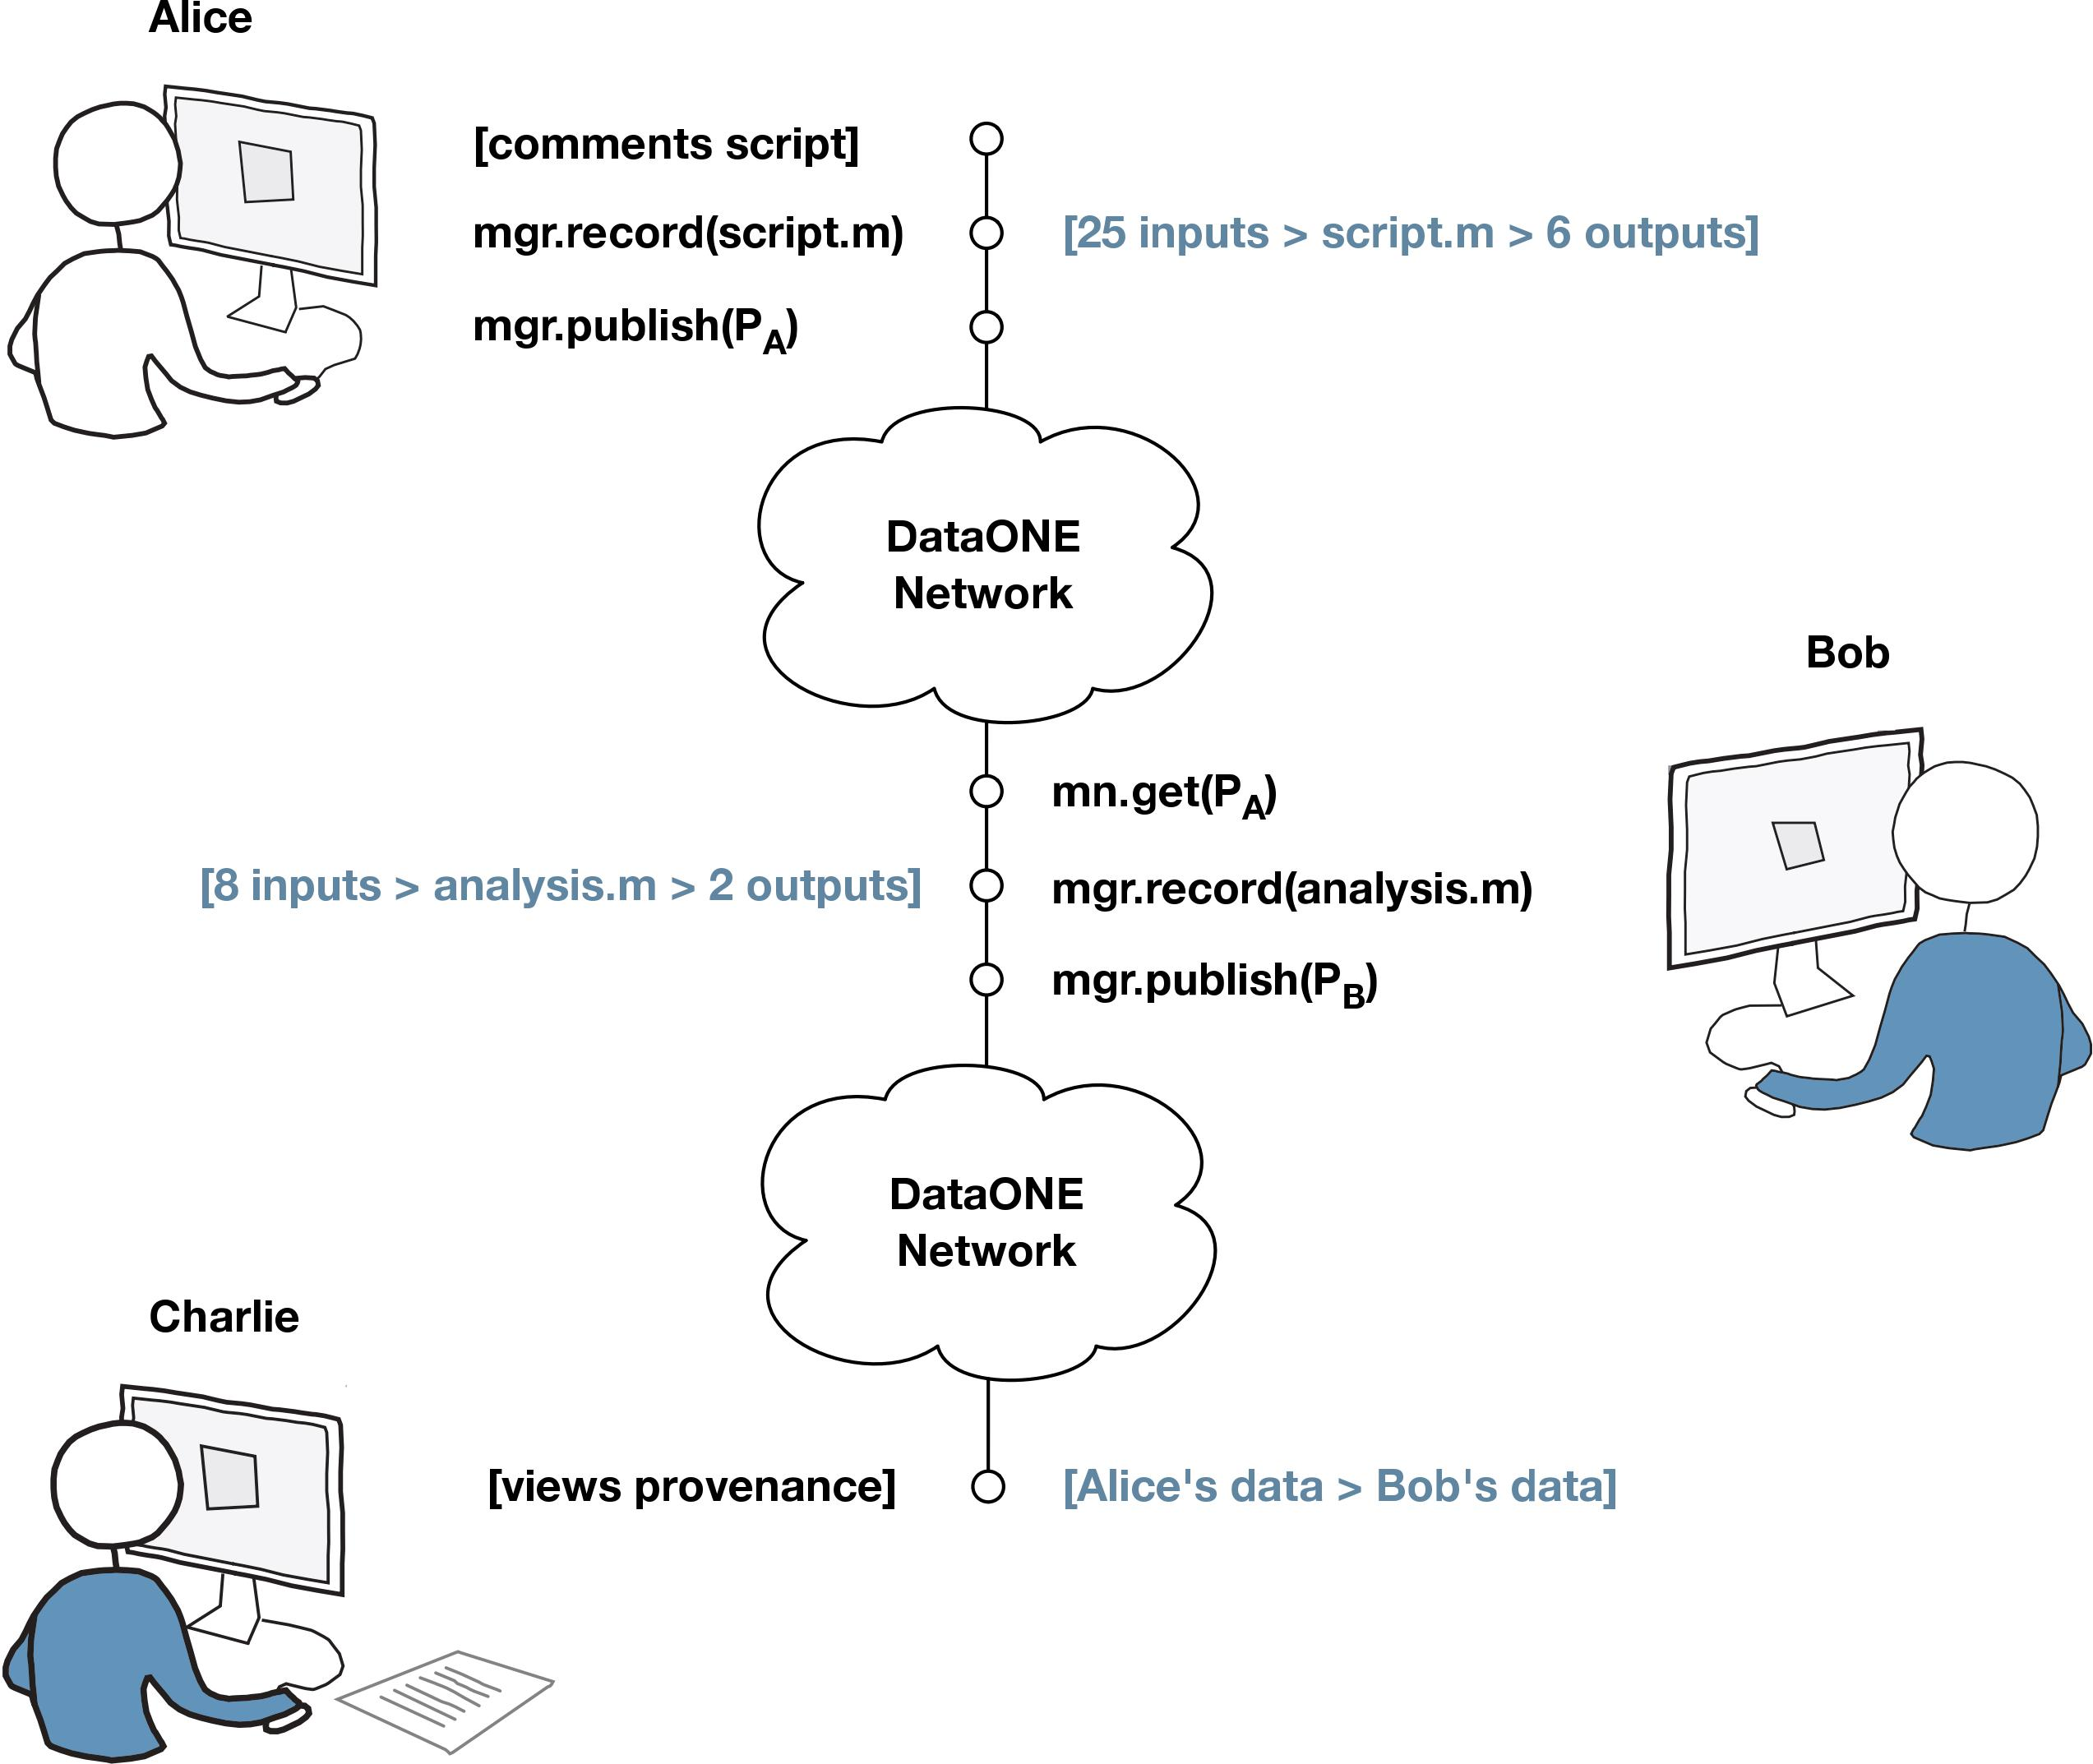 Alice
[comments script]
mgr.record(script.m)
[25 inputs > script.m > 6 outputs]
mgr.publish(PA)
DataONE
Network
Bob
mn.get(PA)
[8 inputs > analysis.m > 2 outputs]
mgr.record(analysis.m)
mgr.publish(PB)
DataONE
Network
Charlie
[views provenance]
[Alice's data > Bob's data]